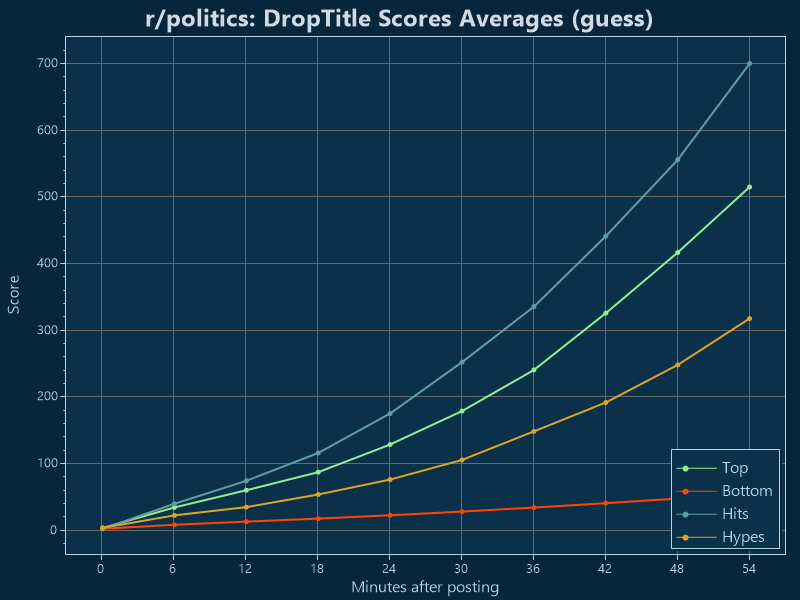 r/politics: DropTitle Scores Averages (guess)
700
600
500
400
300
200
100
0
Score
Top
Bottom
Hits
Hypes
0 6 12 18 24 30 36 42 48 54
Minutes after posting